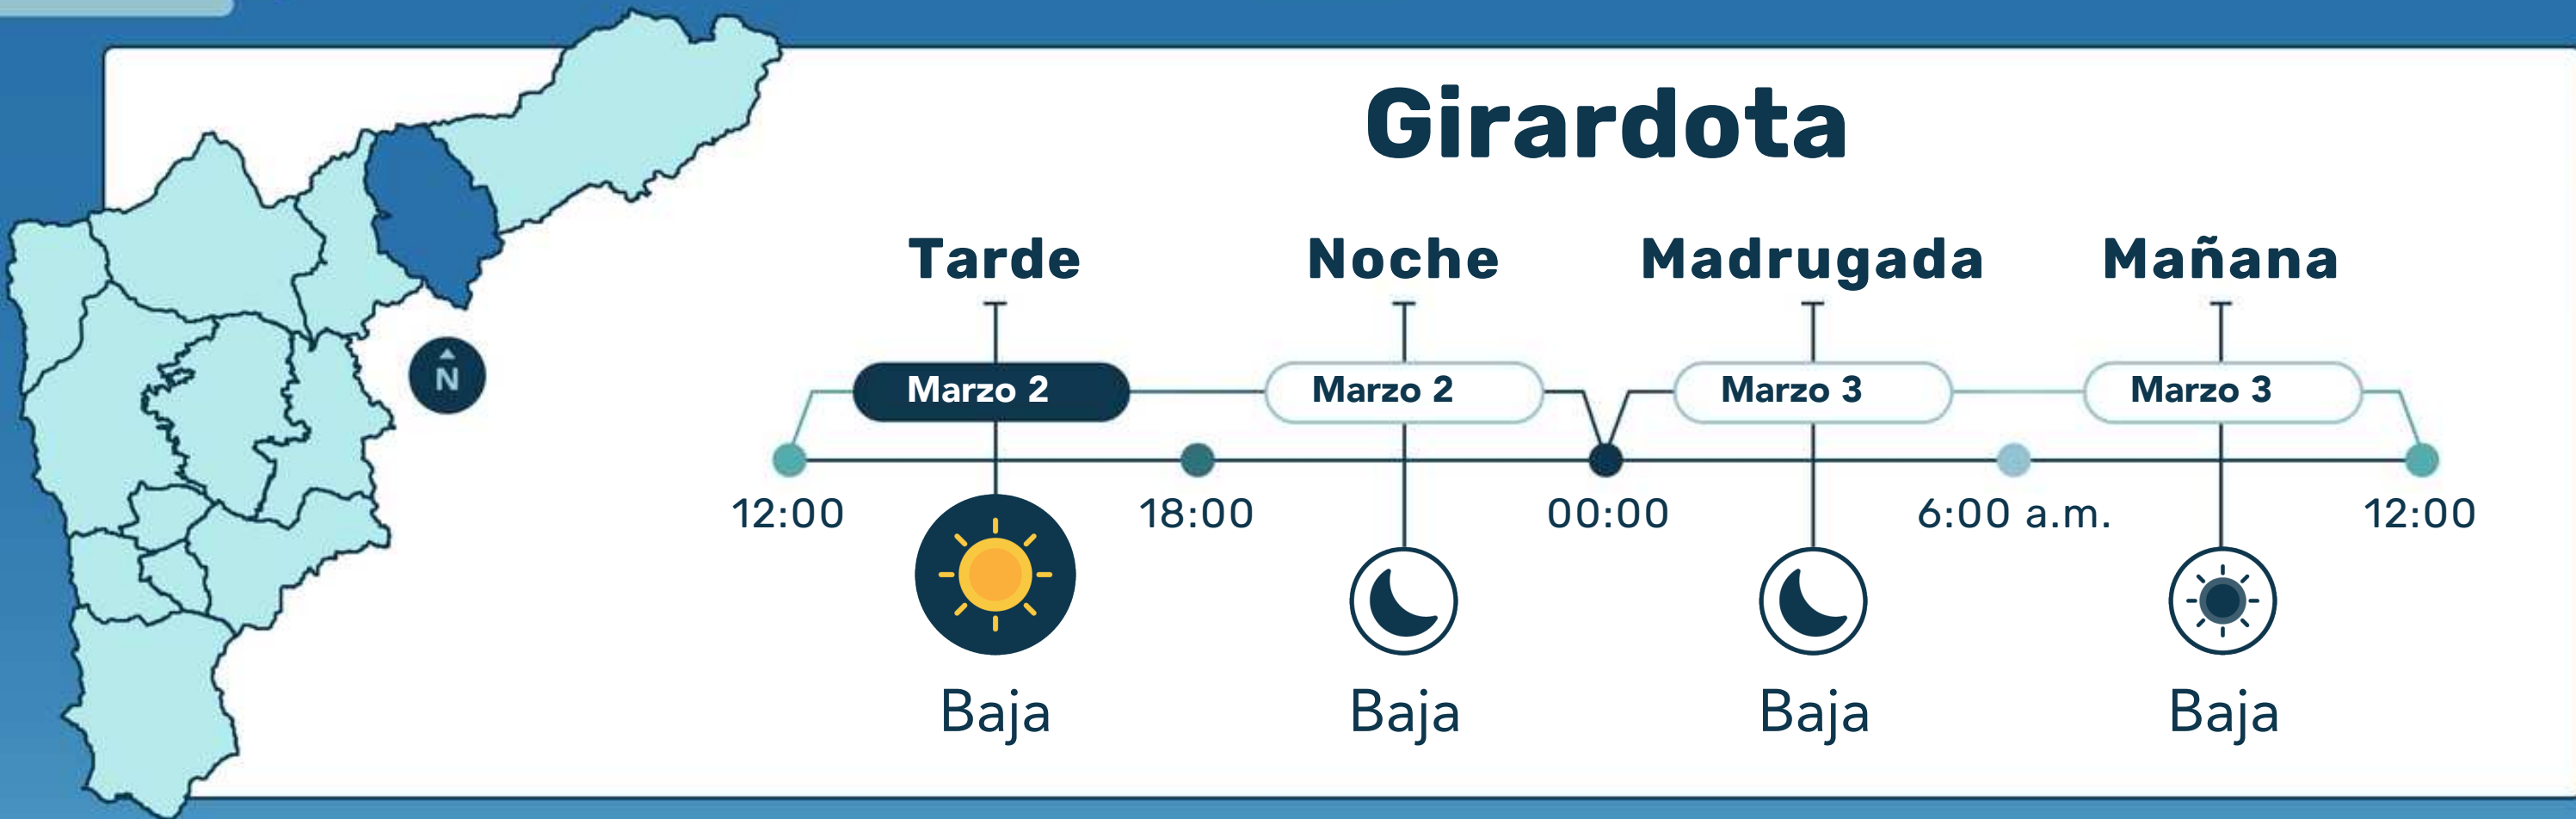 Girardota
Tarde Noche Madrugada Mañana
Marzo 2 Marzo 2 Marzo 3 Marzo 3
N
12:00 18:00 00:00 6:00 a.m. 12:00
Baja Baja Baja Baja